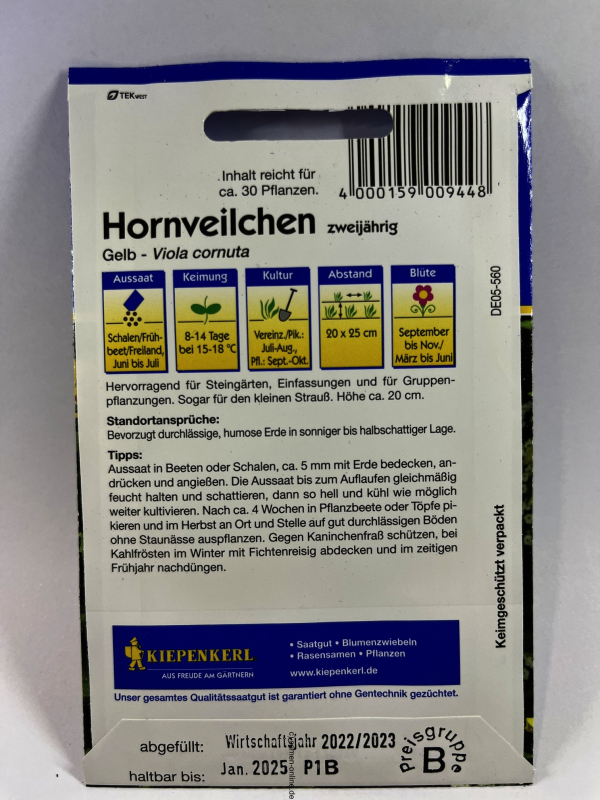 TEK WEST
Inhalt reicht für
ca. 30 Pflanzen.
4 000159 009448
Hornveilchen zweijährig
Gelb - Viola cornuta
Aussaat
Schalen/Früh-
beet/Freiland,
Juni bis Juli
Keimung
8-14 Tage
bei 15-18 °C
Kultur
Vereinz./Pik.:
Juli-Aug.,
Pfl.: Sept.-Okt.
Abstand
20 x 25 cm
Blüte
September
bis Nov./
März bis Juni
DE05-560
Hervorragend für Steingärten, Einfassungen und für Gruppen-
pflanzungen. Sogar für den kleinen Strauß. Höhe ca. 20 cm.
Standortansprüche:
Bevorzugt durchlässige, humose Erde in sonniger bis halbschattiger Lage.
Tipps:
Aussaat in Beeten oder Schalen, ca. 5 mm mit Erde bedecken, an-
drücken und angießen. Die Aussaat bis zum Auflaufen gleichmäßig
feucht halten und schattieren, dann so hell und kühl wie möglich
weiter kultivieren. Nach ca. 4 Wochen in Pflanzbeete oder Töpfe pi-
kieren und im Herbst an Ort und Stelle auf gut durchlässigen Böden
ohne Staunässe auspflanzen. Gegen Kaninchenfraß schützen, bei
Kahlfrösten im Winter mit Fichtenreisig abdecken und im zeitigen
Frühjahr nachdüngen.
Keimgeschützt verpackt
KIEPENKERL
AUS FREUDE AM GÄRTNERN
• Saatgut • Blumenzwiebeln
• Rasensamen • Pflanzen
www.kiepenkerl.de
Unser gesamtes Qualitätssaatgut ist garantiert ohne Gentechnik gezüchtet.
abgefüllt: Wirtschaftsjahr 2022/2023
haltbar bis: Jan. 2025 P1B
Preisgruppe
B